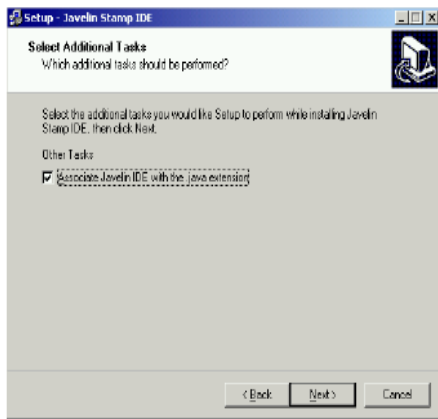 Setup - Javelin Stamp IDE
Select Additional Tasks
Which additional tasks should be performed?
Select the additional tasks you would like Setup to perform while installing Javelin
Stamp IDE, then click Next.
Other Tasks
Associate Javelin IDE with the .java extension
< Back Next > Cancel